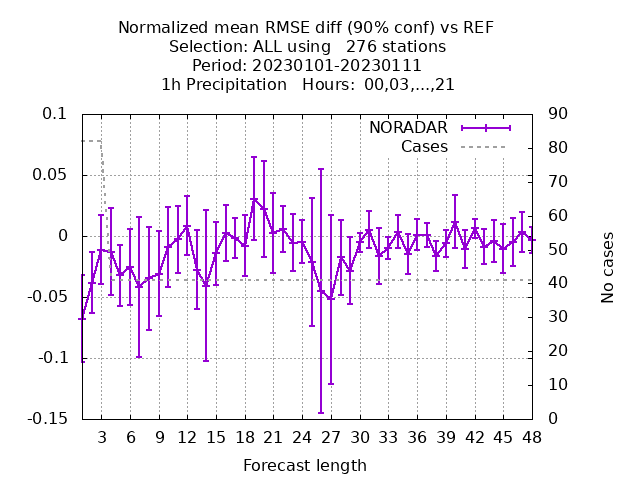 Normalized mean RMSE diff (90% conf) vs REF
Selection: ALL using   276 stations
Period: 20230101-20230111
1h Precipitation   Hours:  00,03,...,21
NORADAR
Cases
0.1
0.05
0
-0.05
-0.1
-0.15
90
80
70
60
50
40
30
20
10
0
No cases
3 6 9 12 15 18 21 24 27 30 33 36 39 42 45 48
Forecast length